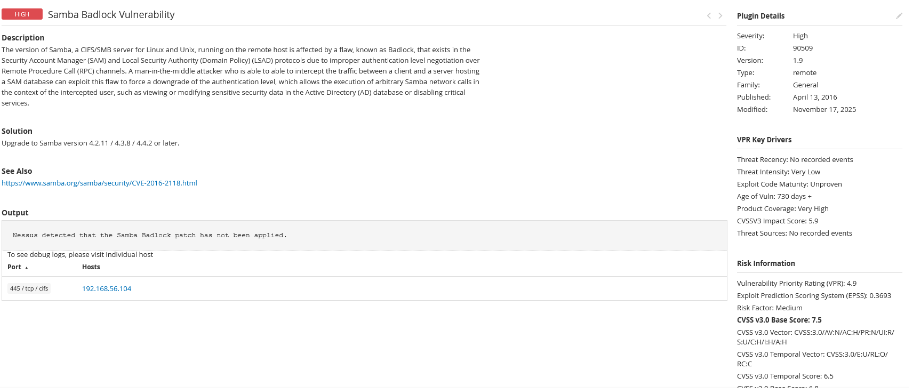 HIGH Samba Badlock Vulnerability
Description
The version of Samba, a CIFS/SMB server for Linux and Unix, running on the remote host is affected by a flaw, known as Badlock, that exists in the
Security Account Manager (SAM) and Local Security Authority (Domain Policy) (LSAD) protocols due to improper authentication level negotiation over
Remote Procedure Call (RPC) channels. A man-in-the-middle attacker who is able to able to intercept the traffic between a client and a server hosting
a SAM database can exploit this flaw to force a downgrade of the authentication level, which allows the execution of arbitrary Samba network calls in
the context of the intercepted user, such as viewing or modifying sensitive security data in the Active Directory (AD) database or disabling critical
services.
Solution
Upgrade to Samba version 4.2.11 / 4.3.8 / 4.4.2 or later.
See Also
https://www.samba.org/samba/security/CVE-2016-2118.html
Output
Nessus detected that the Samba Badlock patch has not been applied.
To see debug logs, please visit individual host
Port ▲ Hosts
445 / tcp / cifs 192.168.56.104
Plugin Details
Severity: High
ID: 90509
Version: 1.9
Type: remote
Family: General
Published: April 13, 2016
Modified: November 17, 2025
VPR Key Drivers
Threat Recency: No recorded events
Threat Intensity: Very Low
Exploit Code Maturity: Unproven
Age of Vuln: 730 days +
Product Coverage: Very High
CVSSV3 Impact Score: 5.9
Threat Sources: No recorded events
Risk Information
Vulnerability Priority Rating (VPR): 4.9
Exploit Prediction Scoring System (EPSS): 0.3693
Risk Factor: Medium
CVSS v3.0 Base Score: 7.5
CVSS v3.0 Vector: CVSS:3.0/AV:N/AC:H/PR:N/UI:R/
S:U/C:H/I:H/A:H
CVSS v3.0 Temporal Vector: CVSS:3.0/E:U/RL:O/
RC:C
CVSS v3.0 Temporal Score: 6.5